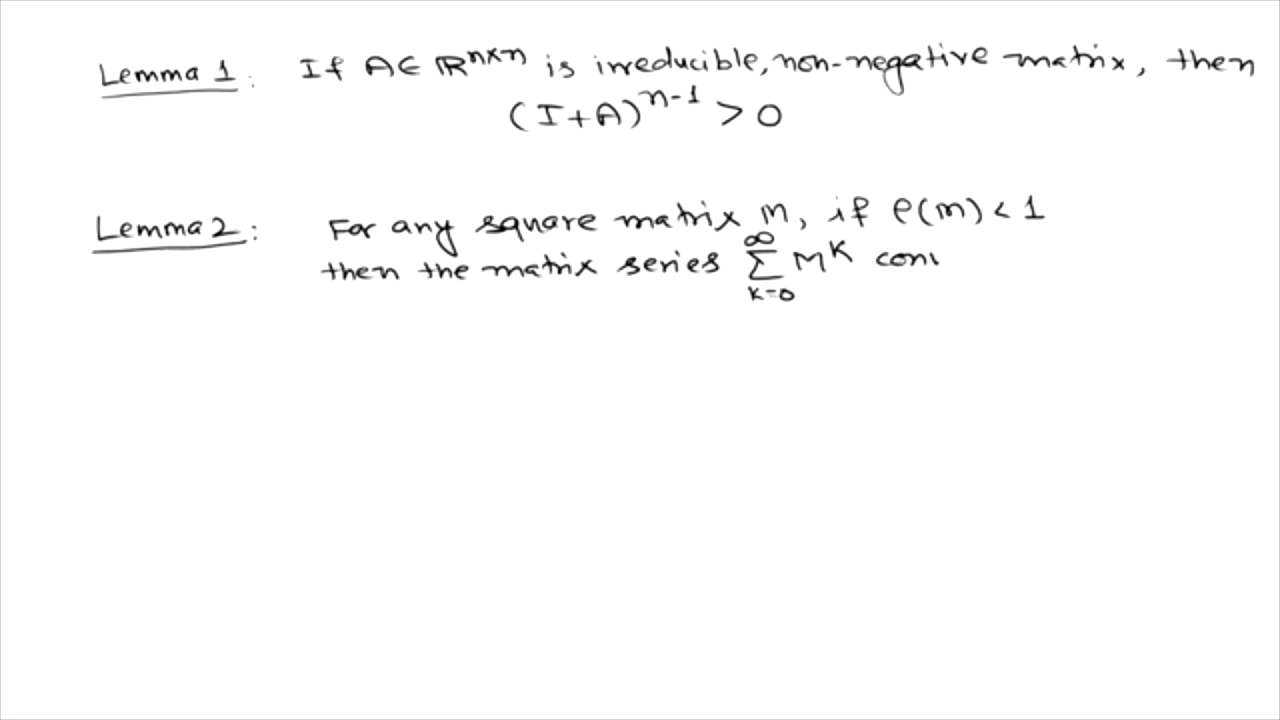 Lemma 1: If A ∈ ℝ^{n×n} is irreducible, non-negative matrix, then
(I+A)^{n-1} > 0
Lemma 2: For any square matrix M, if ρ(M) < 1
then the matrix series ∑_{k=0}^{∞} M^K conv